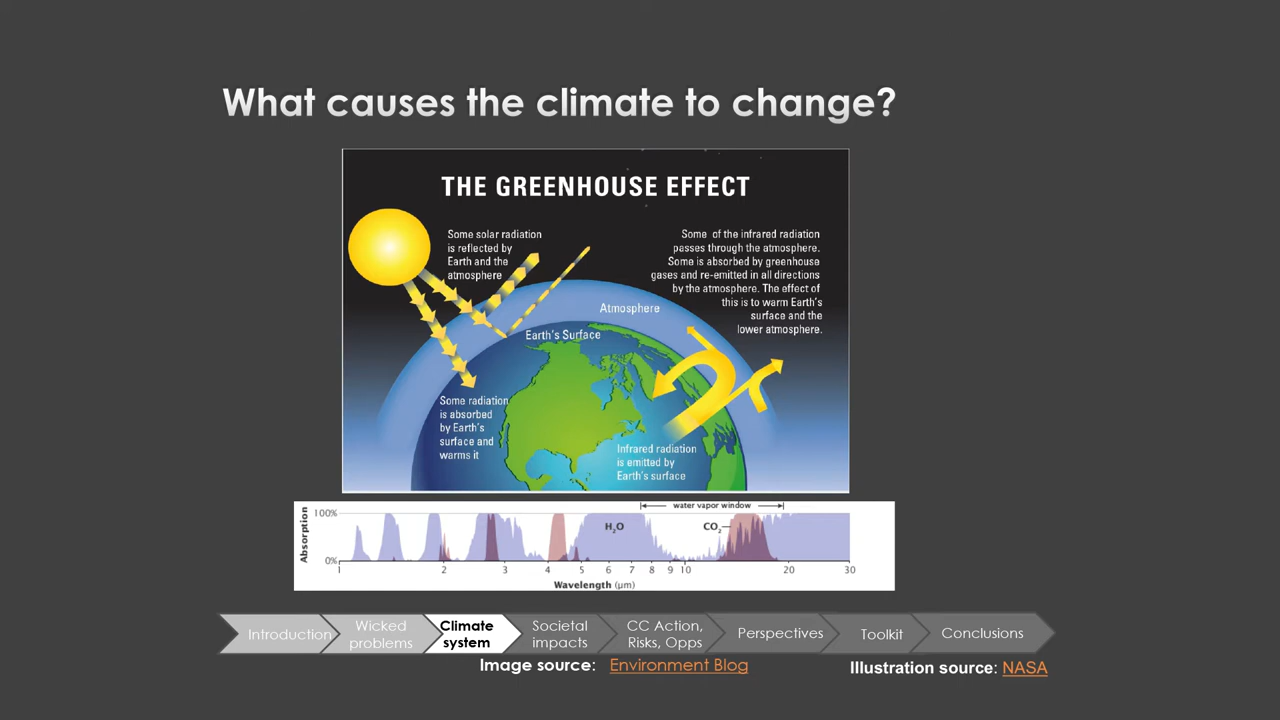 What causes the climate to change?
THE GREENHOUSE EFFECT
Some solar radiation
is reflected by
Earth and the
atmosphere
Some of the infrared radiation
passes through the atmosphere.
Some is absorbed by greenhouse
gases and re-emitted in all directions
by the atmosphere. The effect of
this is to warm Earth's
surface and the
lower atmosphere.
Atmosphere
Earth's Surface
Some radiation
is absorbed
by Earth's
surface and
warms it
Infrared radiation
is emitted by
Earth's surface
water vapor window
Absorption
100%
0%
H₂O
CO₂
1 2 3 4 5 6 7 8 9 10 20 30
Wavelength (µm)
Introduction
Wicked
problems
Climate
system
Societal
impacts
CC Action,
Risks, Opps
Perspectives
Toolkit
Conclusions
Image source: Environment Blog
Illustration source: NASA